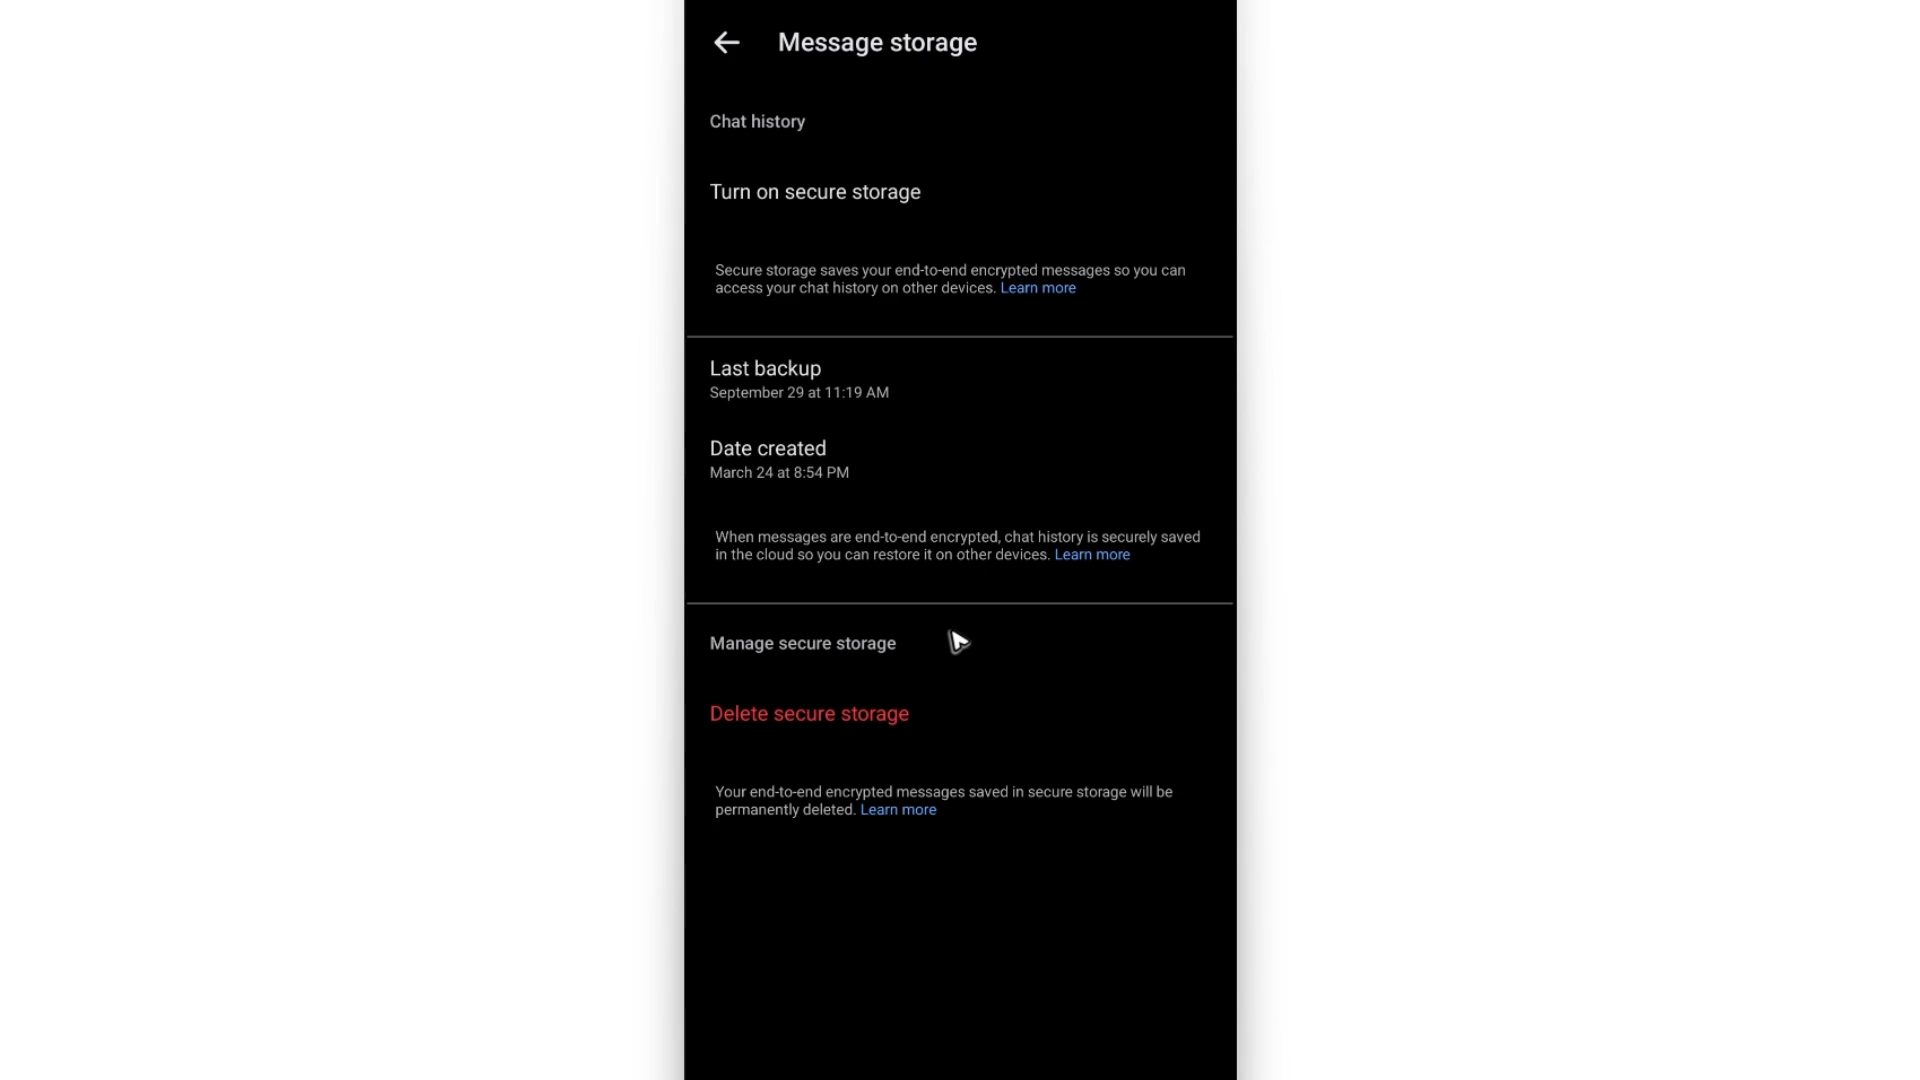 Message storage
Chat history
Turn on secure storage
Secure storage saves your end-to-end encrypted messages so you can
access your chat history on other devices. Learn more
Last backup
September 29 at 11:19 AM
Date created
March 24 at 8:54 PM
When messages are end-to-end encrypted, chat history is securely saved
in the cloud so you can restore it on other devices. Learn more
Manage secure storage
Delete secure storage
Your end-to-end encrypted messages saved in secure storage will be
permanently deleted. Learn more